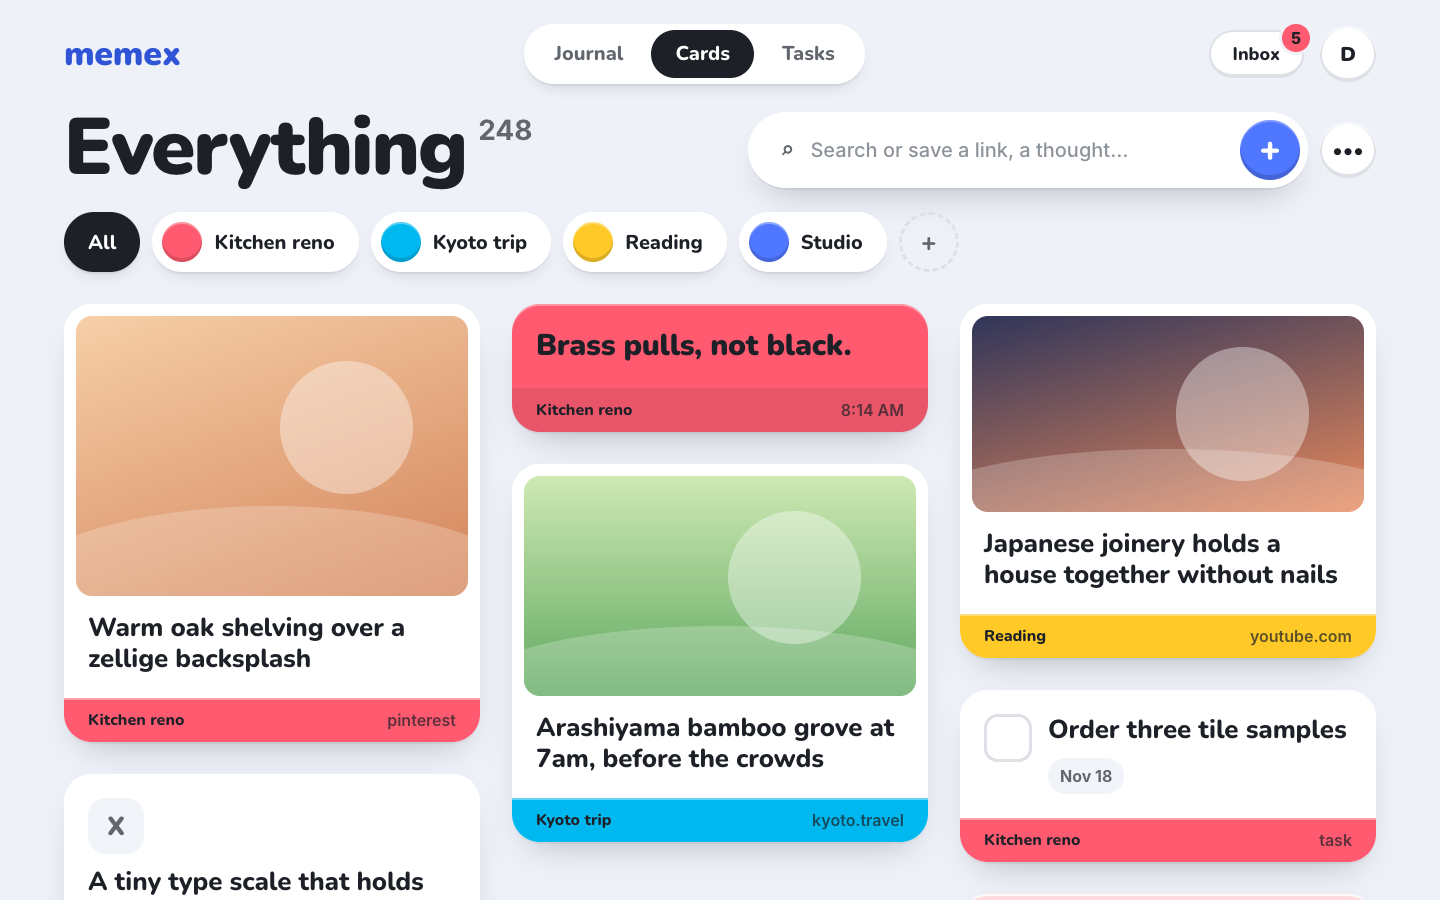 memex
Journal
Cards
Tasks
Inbox
5
D
Everything 248
Search or save a link, a thought...
All
Kitchen reno
Kyoto trip
Reading
Studio
+
Warm oak shelving over a
zellige backsplash
Kitchen reno
pinterest
X
A tiny type scale that holds
Brass pulls, not black.
Kitchen reno
8:14 AM
Arashiyama bamboo grove at
7am, before the crowds
Kyoto trip
kyoto.travel
Japanese joinery holds a
house together without nails
Reading
youtube.com
Order three tile samples
Nov 18
Kitchen reno
task